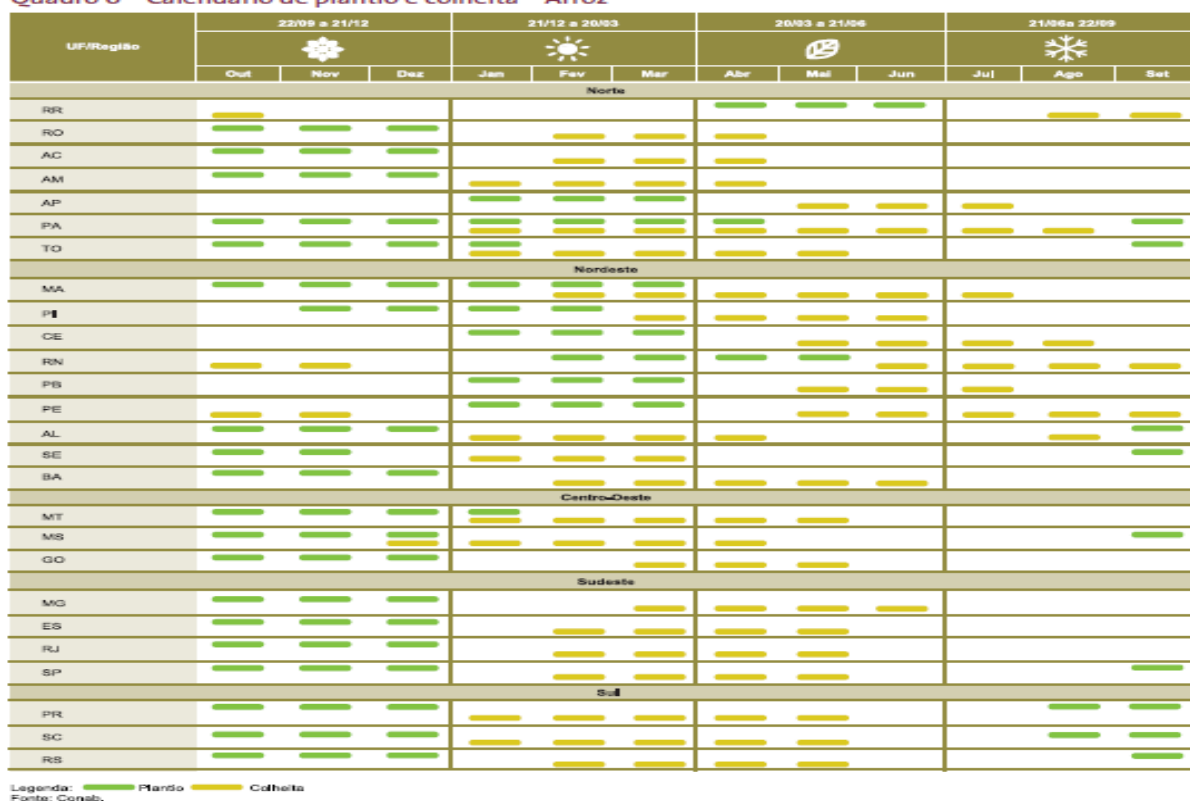 Quadro 8 – Calendário de plantio e colheita – Arroz
UF/Região
22/09 a 21/12
21/12 a 20/03
20/03 a 21/06
21/06a 22/09
Out Nov Dez Jan Fev Mar Abr Mai Jun Jul Ago Set
Norte
RR
RO
AC
AM
AP
PA
TO
Nordeste
MA
PI
CE
RN
PB
PE
AL
SE
BA
Centro-Oeste
MT
MS
GO
Sudeste
MG
ES
RJ
SP
Sul
PR
SC
RS
Legenda: Plantio Colheita
Fonte: Conab.